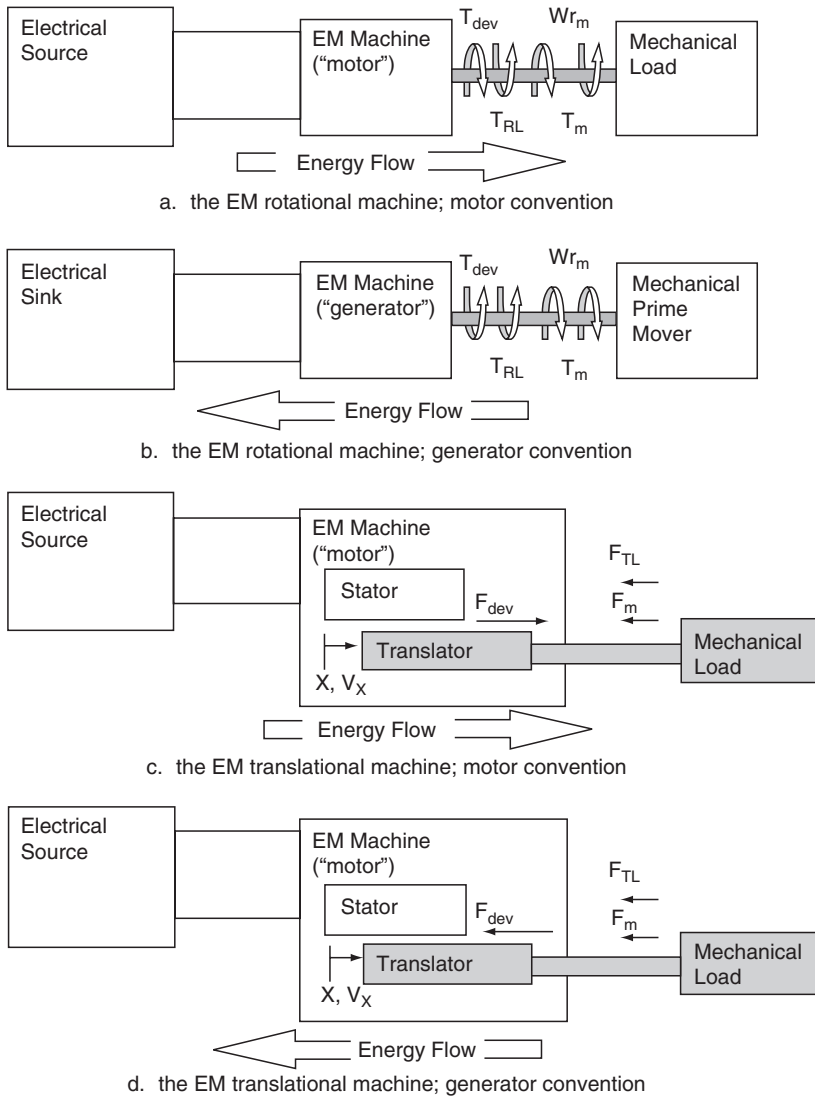 Electrical
Source
EM Machine
(“motor”)
T_dev
Wr_m
T_RL
T_m
Mechanical
Load
Energy Flow
a. the EM rotational machine; motor convention
Electrical
Sink
EM Machine
(“generator”)
T_dev
Wr_m
T_RL
T_m
Mechanical
Prime
Mover
Energy Flow
b. the EM rotational machine; generator convention
Electrical
Source
EM Machine
(“motor”)
Stator
F_dev
Translator
X, V_X
F_TL
F_m
Mechanical
Load
Energy Flow
c. the EM translational machine; motor convention
Electrical
Source
EM Machine
(“motor”)
Stator
F_dev
Translator
X, V_X
F_TL
F_m
Mechanical
Load
Energy Flow
d. the EM translational machine; generator convention